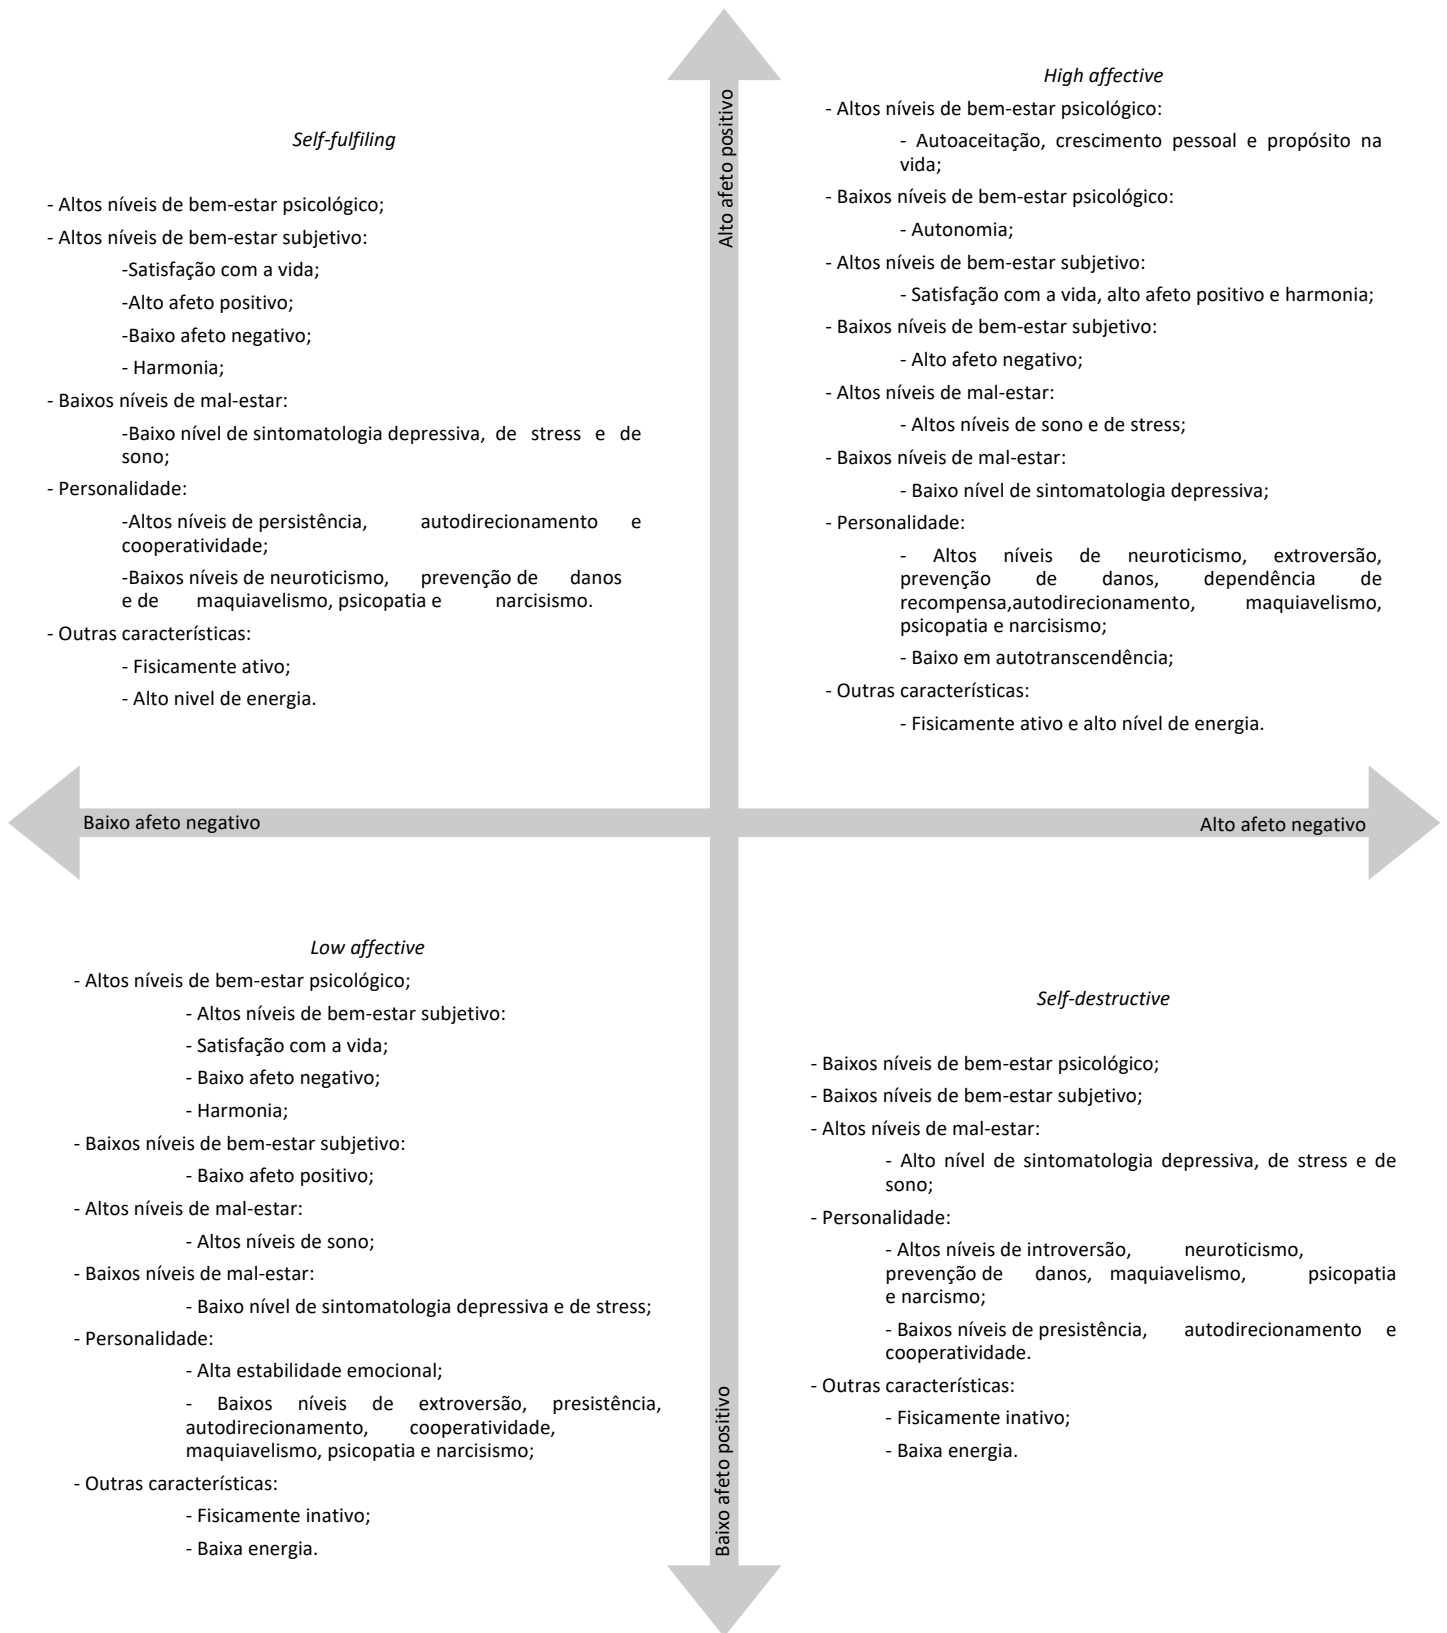 Self-fulfiling
- Altos níveis de bem-estar psicológico;
- Altos níveis de bem-estar subjetivo:
-Satisfação com a vida;
-Alto afeto positivo;
-Baixo afeto negativo;
- Harmonia;
- Baixos níveis de mal-estar:
-Baixo nível de sintomatologia depressiva, de stress e de
sono;
- Personalidade:
-Altos níveis de persistência, autodirecionamento e
cooperatividade;
-Baixos níveis de neuroticismo, prevenção de danos
e de maquiavelismo, psicopatia e narcisismo.
- Outras característicias:
- Fisicamente ativo;
- Alto nivel de energia.
Alto afeto positivo
High affective
- Altos níveis de bem-estar psicológico:
- Autoaceitação, crescimento pessoal e propósito na
vida;
- Baixos níveis de bem-estar psicológico:
- Autonomia;
- Altos níveis de bem-estar subjetivo:
- Satisfação com a vida, alto afeto positivo e harmonia;
- Baixos níveis de bem-estar subjetivo:
- Alto afeto negativo;
- Altos níveis de mal-estar:
- Altos níveis de sono e de stress;
- Baixos níveis de mal-estar:
- Baixo nível de sintomatologia depressiva;
- Personalidade:
- Altos níveis de neuroticismo, extroversão,
prevenção de danos, dependência de
recompensa,autodirecionamento, maquiavelismo,
psicopatia e narcisismo;
- Baixo em autotranscendência;
- Outras característicias:
- Fisicamente ativo e alto nível de energia.
Baixo afeto negativo
Alto afeto negativo
Low affective
- Altos níveis de bem-estar psicológico;
- Altos níveis de bem-estar subjetivo:
- Satisfação com a vida;
- Baixo afeto negativo;
- Harmonia;
- Baixos níveis de bem-estar subjetivo:
- Baixo afeto positivo;
- Altos níveis de mal-estar:
- Altos níveis de sono;
- Baixos níveis de mal-estar:
- Baixo nível de sintomatologia depressiva e de stress;
- Personalidade:
- Alta estabilidade emocional;
- Baixos níveis de extroversão, presistência,
autodirecionamento, cooperatividade,
maquiavelismo, psicopatia e narcisismo;
- Outras característicias:
- Fisicamente inativo;
- Baixa energia.
Baixo afeto positivo
Self-destructive
- Baixos níveis de bem-estar psicológico;
- Baixos níveis de bem-estar subjetivo;
- Altos níveis de mal-estar:
- Alto nível de sintomatologia depressiva, de stress e de
sono;
- Personalidade:
- Altos níveis de introversão, neuroticismo,
prevenção de danos, maquiavelismo, psicopatia
e narcismo;
- Baixos níveis de presistência, autodirecionamento e
cooperatividade.
- Outras característicias:
- Fisicamente inativo;
- Baixa energia.